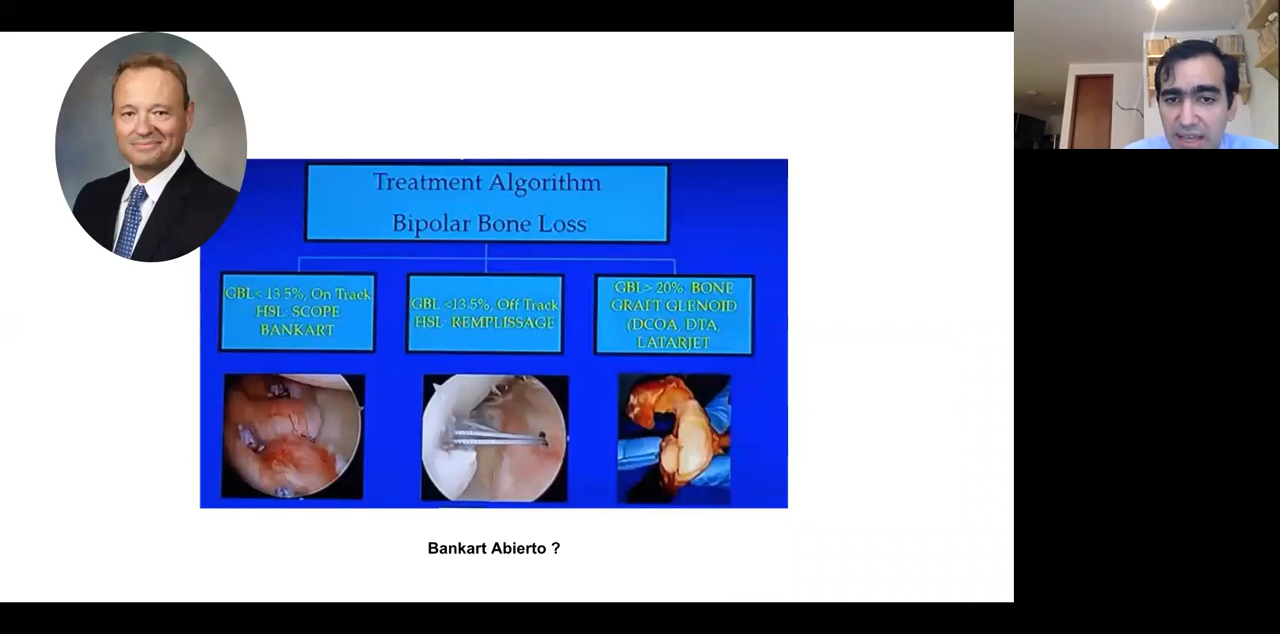 Treatment Algorithm
Bipolar Bone Loss
GBL< 13.5%, On Track
HSL: SCOPE
BANKART
GBL <13.5%, Off Track
HSL: REMPLISSAGE
GBL> 20%. BONE
GRAFT GLENOID
(DCOA, DTA,
LATARJET
Bankart Abierto ?